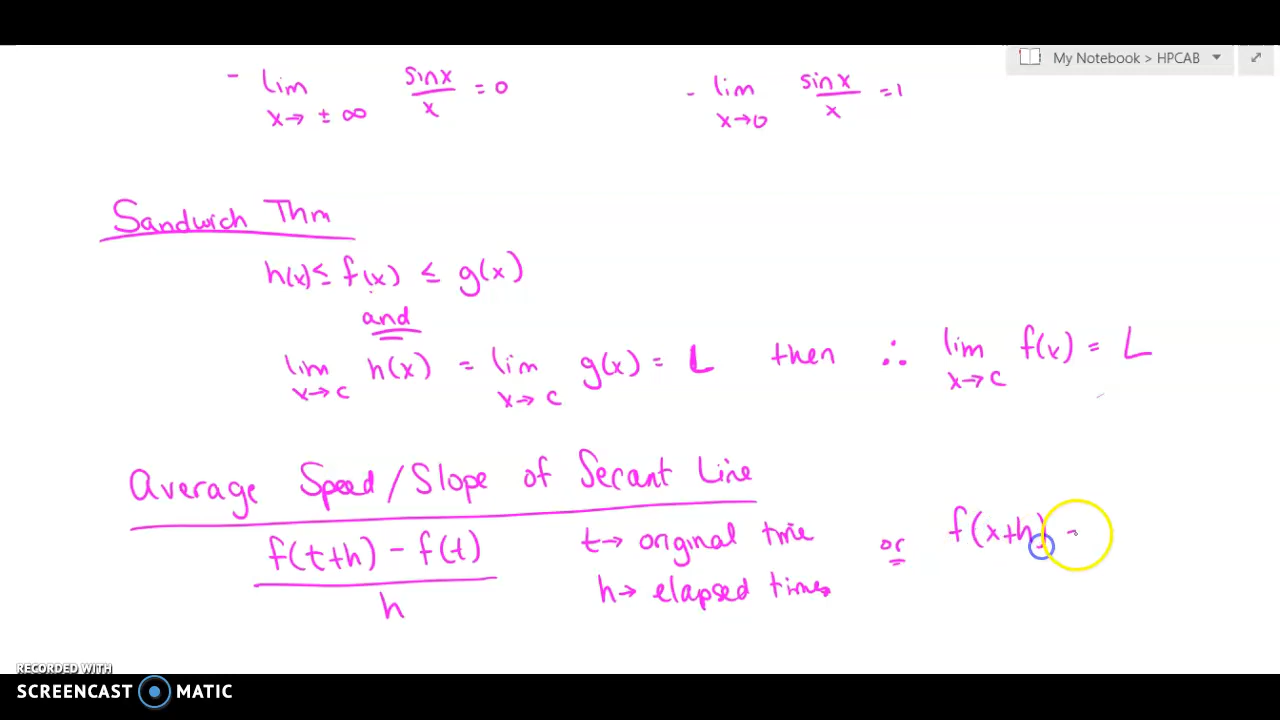 My Notebook > HPCAB
- lim x→±∞ sinx/x = 0
- lim x→0 sinx/x = 1
Sandwich Thm
h(x) ≤ f(x) ≤ g(x)
and
lim x→c h(x) = lim x→c g(x) = L then ∴ lim x→c f(x) = L
Average Speed/Slope of Secant Line
f(t+h) - f(t) / h
t→ original time
h→ elapsed time
or
f(x+h) -
RECORDED WITH
SCREENCAST MATIC